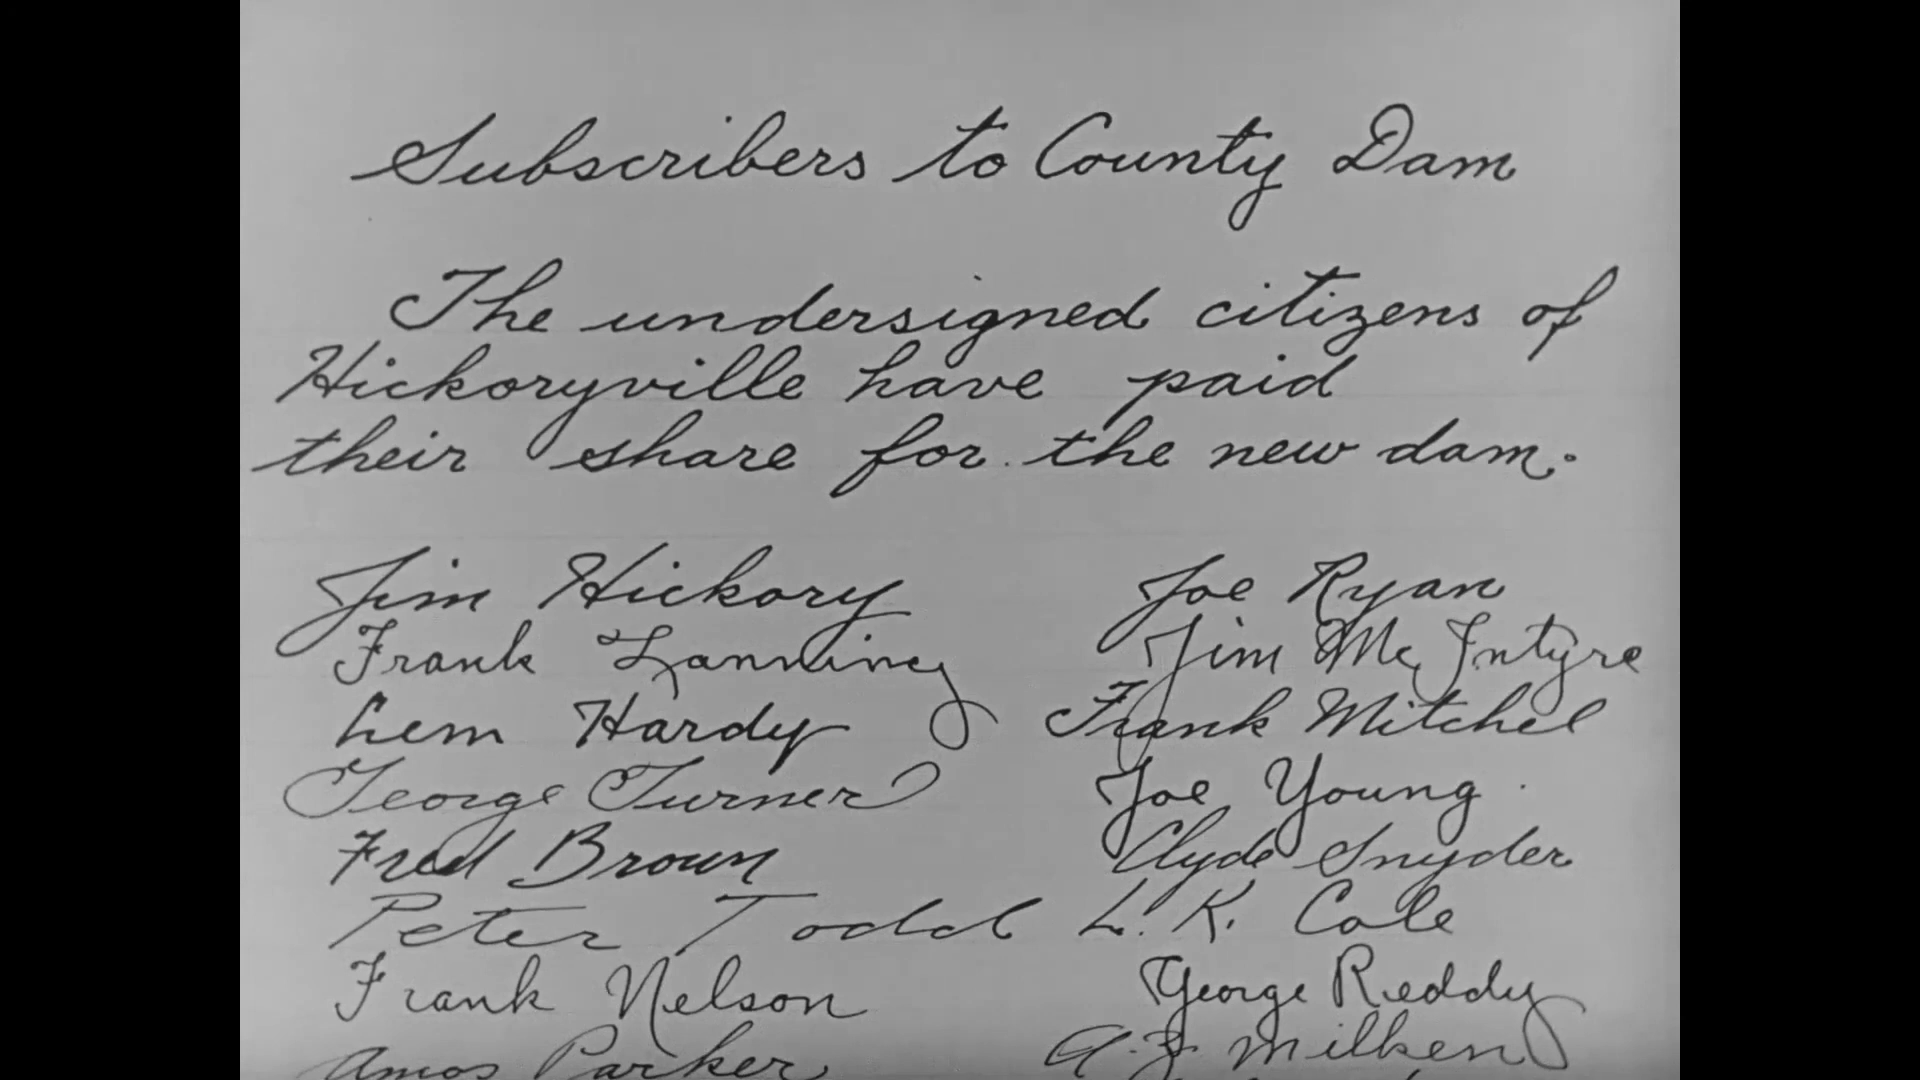 Subscribers to County Dam
The undersigned citizens of
Hickoryville have paid
their share for the new dam.
Jim Hickory
Frank Lanning
Lem Hardy
George Turner
Fred Brown
Peter Todd
Frank Nelson
Amos Parker
Joe Ryan
Jim McIntyre
Frank Mitchel
Joe Young
Clyde Snyder
L. K. Cole
George Reddy
A. F. Milken